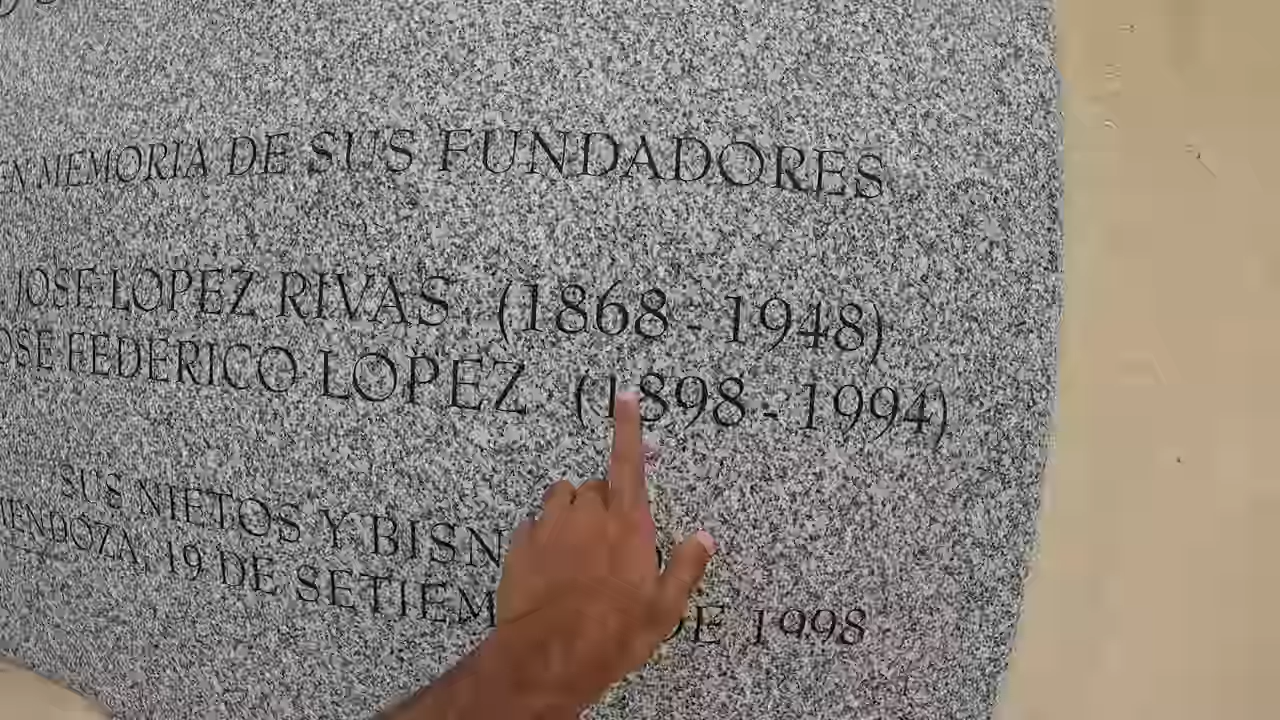 EN MEMORIA DE SUS FUNDADORES
JOSE LOPEZ RIVAS (1868 - 1948)
JOSE FEDERICO LOPEZ (1898 - 1994)
SUS NIETOS Y BISN
MENDOZA, 19 DE SETIEM DE 1998